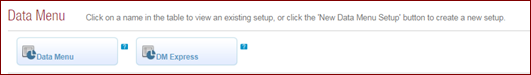 Data Menu Click on a name in the table to view an existing setup, or click the 'New Data Menu Setup' button to create a new setup.
Data Menu ? DM Express ?